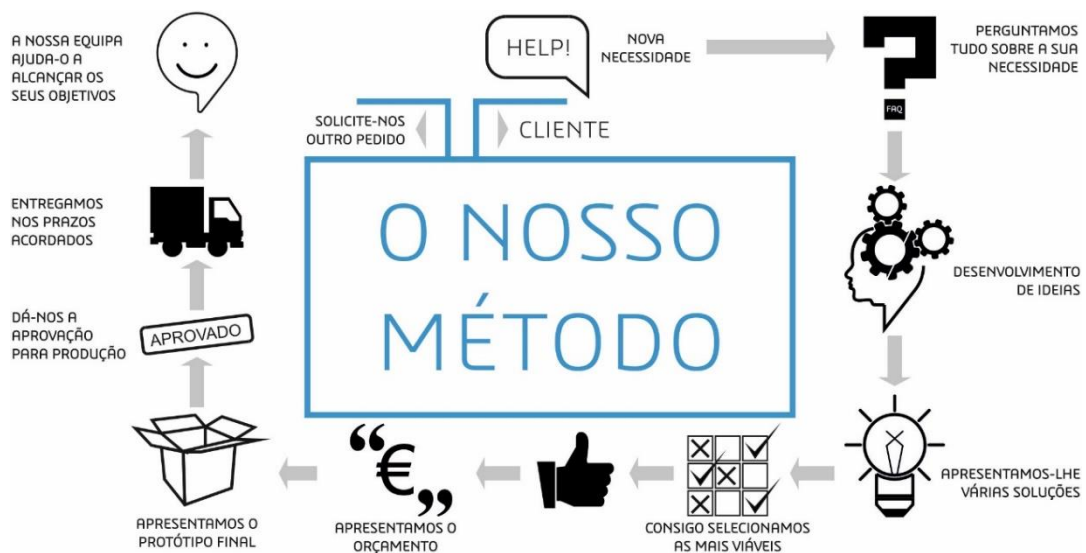 O NOSSO
MÉTODO
CLIENTE
HELP!
NOVA
NECESSIDADE
PERGUNTAMOS
TUDO SOBRE A SUA
NECESSIDADE
FAQ
DESENVOLVIMENTO
DE IDEIAS
APRESENTAMOS-LHE
VÁRIAS SOLUÇÕES
CONSIGO SELECIONAMOS
AS MAIS VIÁVEIS
“€„
APRESENTAMOS O
ORÇAMENTO
APRESENTAMOS O
PROTÓTIPO FINAL
DÁ-NOS A
APROVAÇÃO
PARA PRODUÇÃO
APROVADO
ENTREGAMOS
NOS PRAZOS
ACORDADOS
A NOSSA EQUIPA
AJUDA-O A
ALCANÇAR OS
SEUS OBJETIVOS
SOLICITE-NOS
OUTRO PEDIDO